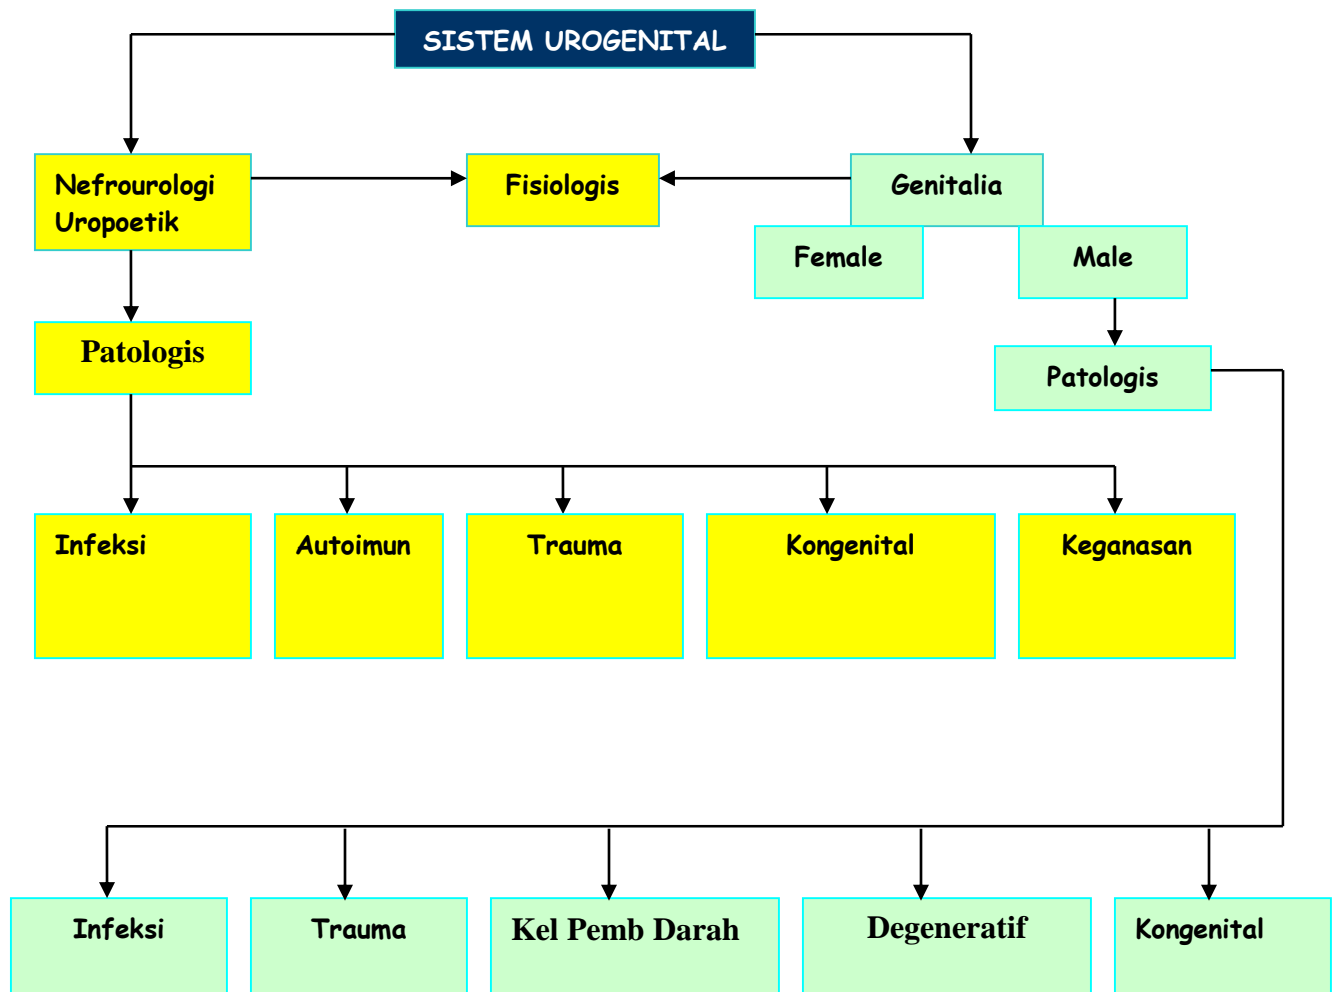 SISTEM UROGENITAL
Nefrourologi
Uropoetik
Fisiologis
Genitalia
Female
Male
Patologis
Patologis
Infeksi
Autoimun
Trauma
Kongenital
Keganasan
Infeksi
Trauma
Kel Pemb Darah
Degeneratif
Kongenital